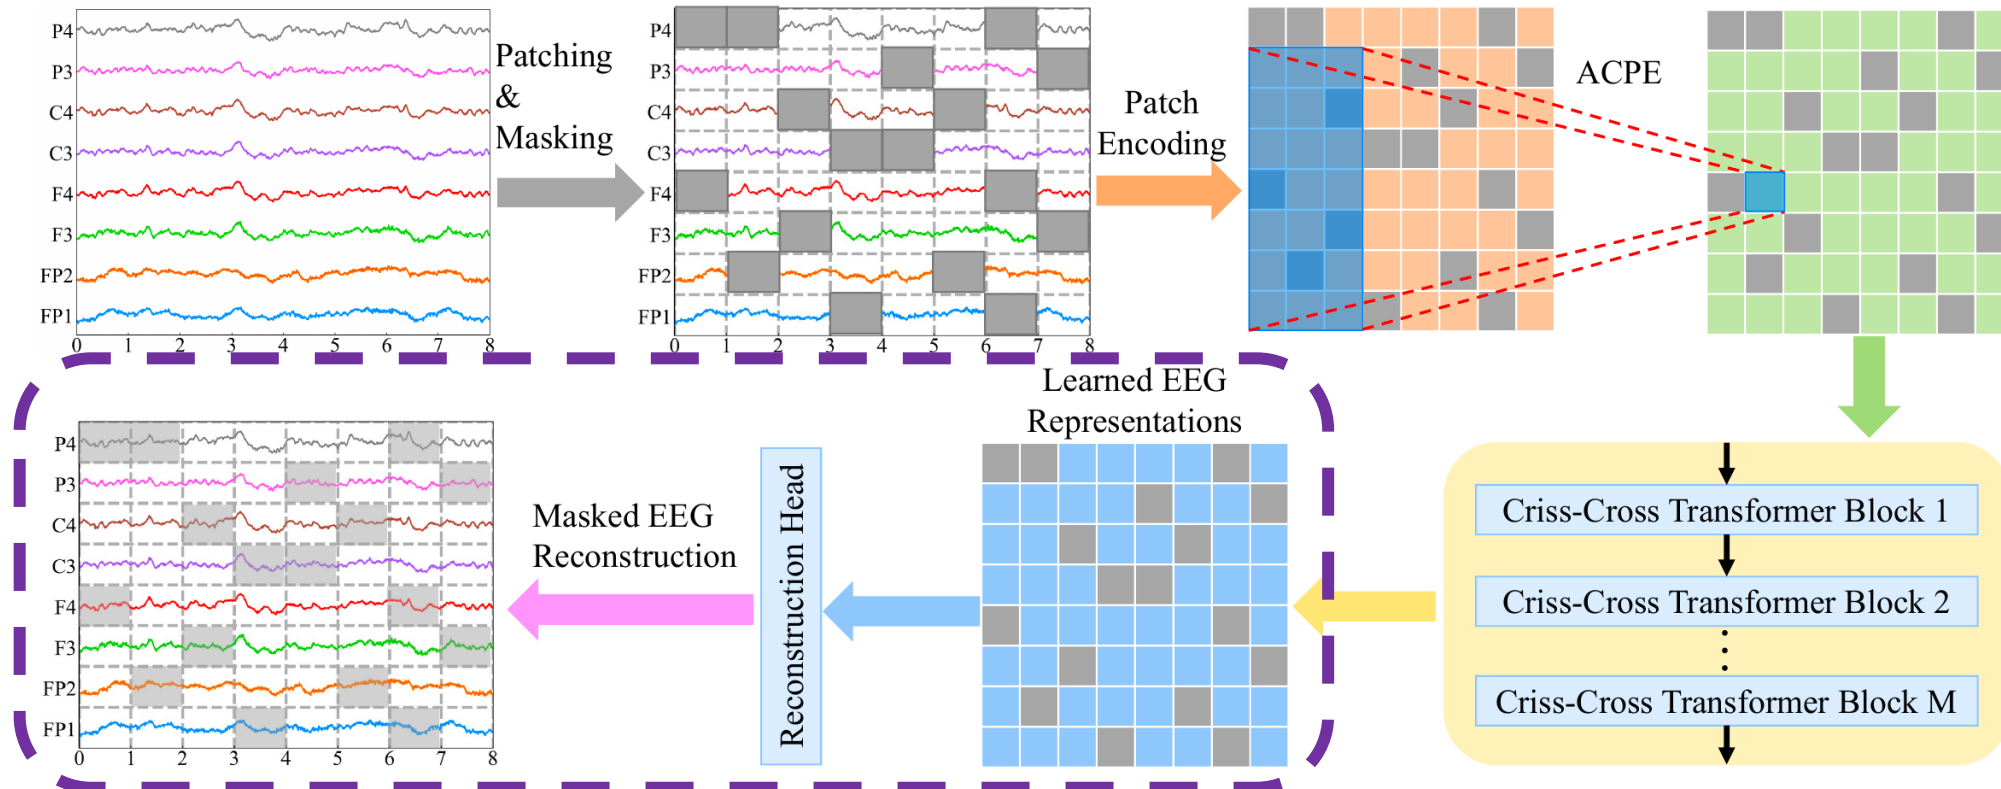 P4
P3
C4
C3
F4
F3
FP2
FP1
0 1 2 3 4 5 6 7 8
Patching
&
Masking
P4
P3
C4
C3
F4
F3
FP2
FP1
0 1 2 3 4 5 6 7 8
Patch
Encoding
ACPE
Criss-Cross Transformer Block 1
Criss-Cross Transformer Block 2
Criss-Cross Transformer Block M
Learned EEG
Representations
Reconstruction Head
Masked EEG
Reconstruction
P4
P3
C4
C3
F4
F3
FP2
FP1
0 1 2 3 4 5 6 7 8